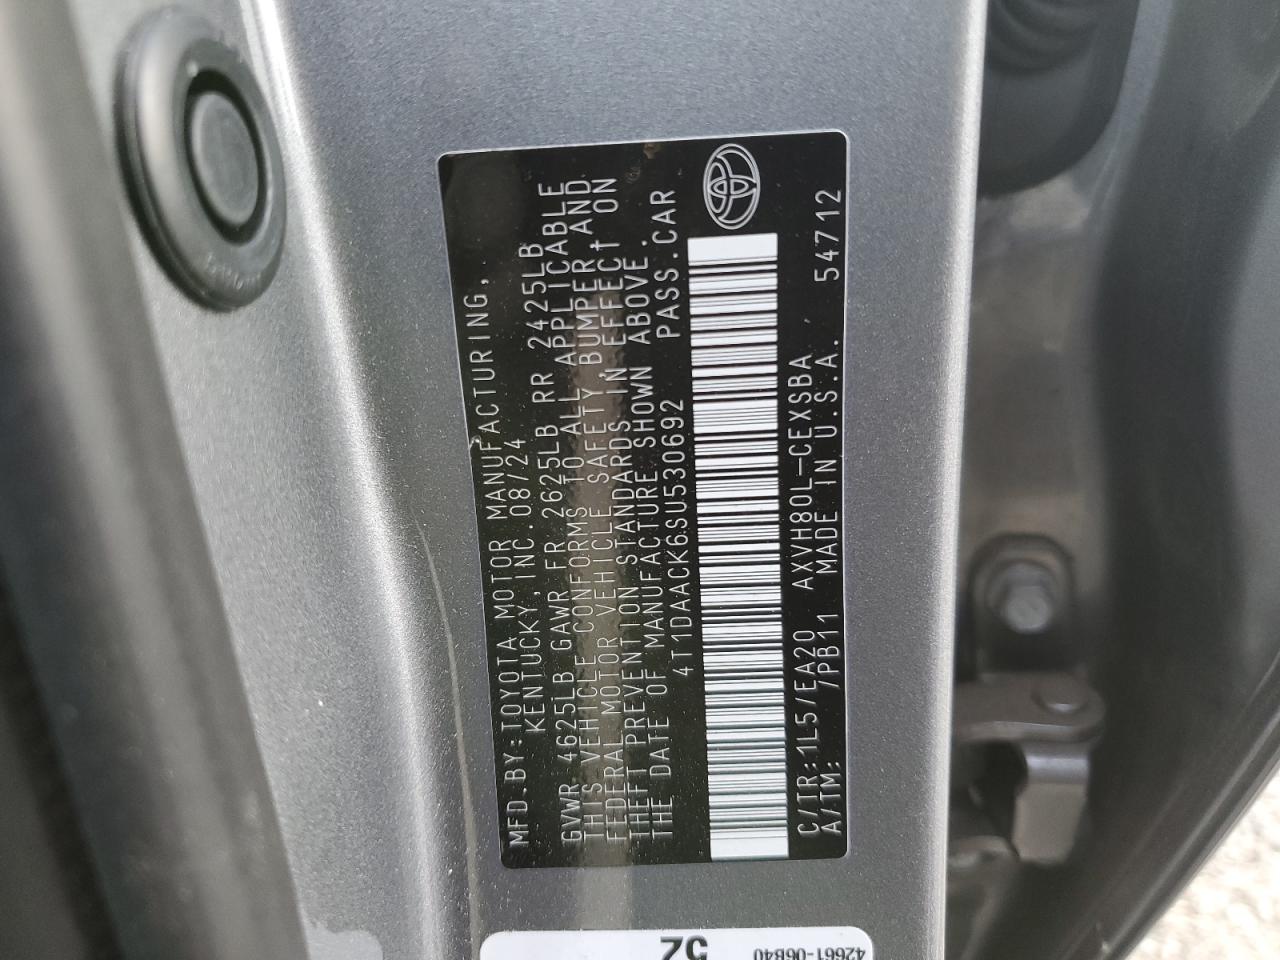 MFD.BY:TOYOTA MOTOR MANUFACTURING,
KENTUCKY,INC.08/24
GVWR 4625LB GAWR FR 2625LB RR 2425LB
THIS VEHICLE CONFORMS TO ALL APPLICABLE
FEDERAL MOTOR VEHICLE SAFETY,BUMPER,AND
THEFT PREVENTION STANDARDS IN EFFECT ON
THE DATE OF MANUFACTURE SHOWN ABOVE.
4T1DAACK6SU530692 PASS.CAR
C/TR:1L5/EA20 AXVH80L-CEXSBA 54712
A/TM: /PB11 MADE IN U.S.A.
52
42661-06B40